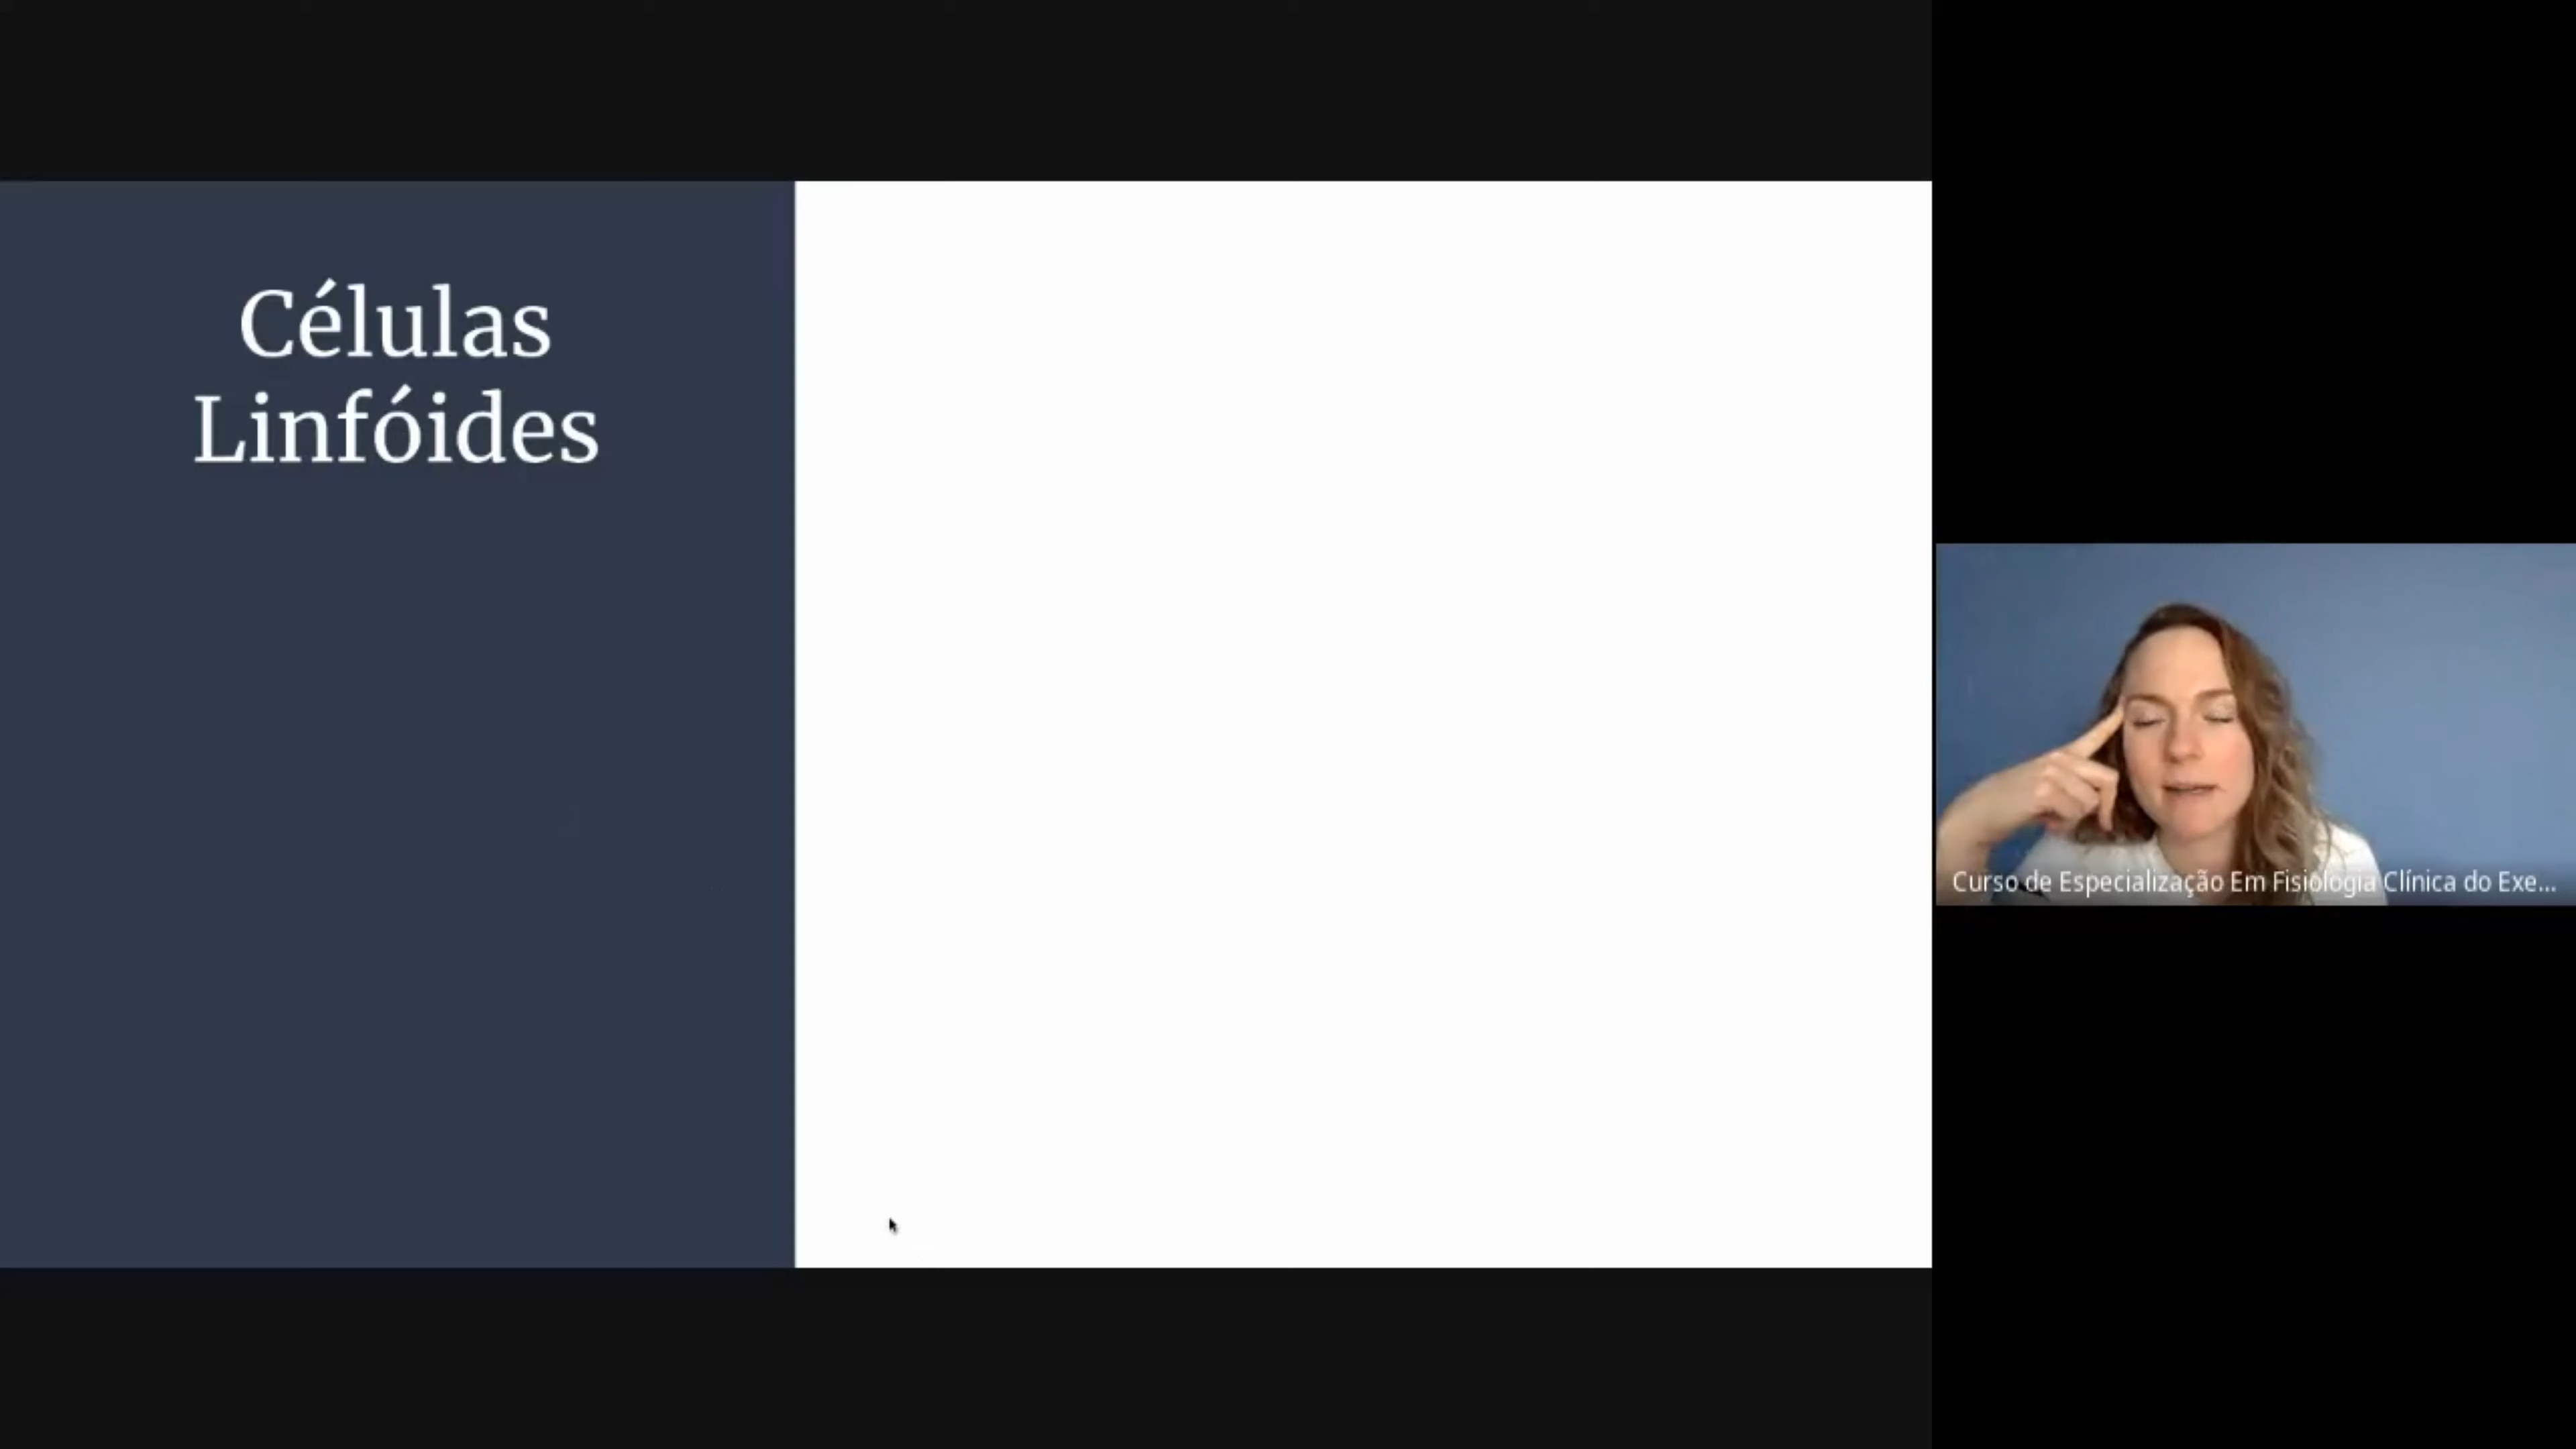 Células
Linfóides
Curso de Especialização Em Fisiologia Clínica do Exe...